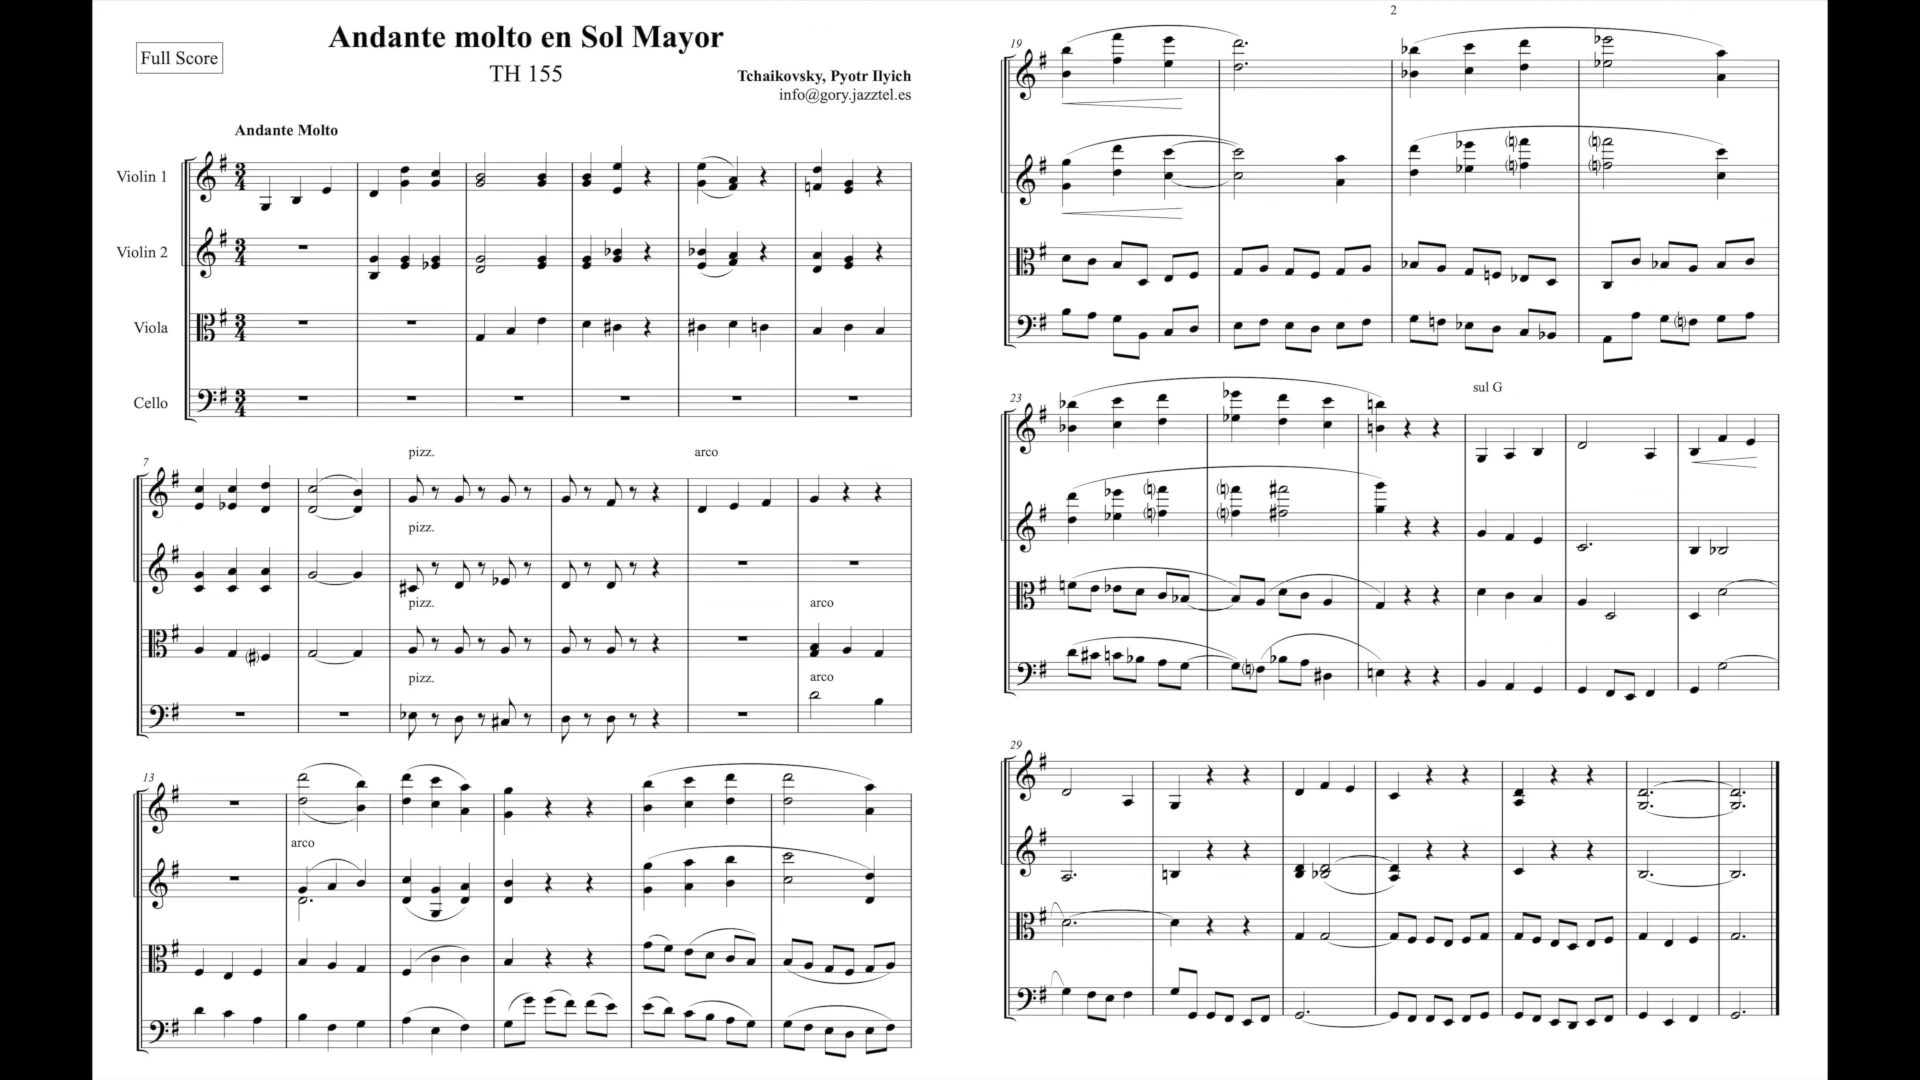 Full Score
Andante molto en Sol Mayor
TH 155
Tchaikovsky, Pyotr Ilyich
info@gory.jazztel.es
Andante Molto
Violin 1
Violin 2
Viola
Cello
7
pizz.
arco
pizz.
pizz.
arco
pizz.
arco
13
arco
2
19
23
sul G
29